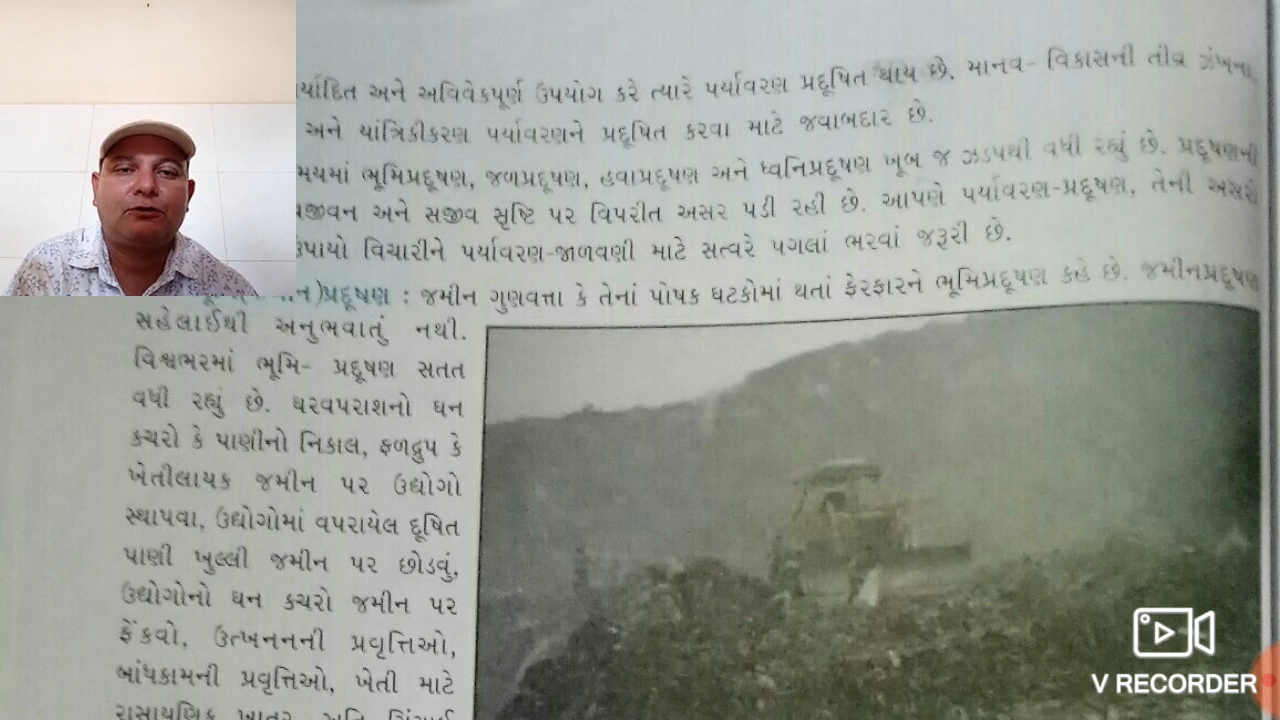 ર્યાદિત અને અવિવેકપૂર્ણ ઉપયોગ કરે ત્યારે પર્યાવરણ પ્રદૂષિત થાય છે. માનવ- વિકાસની તીવ્ર ઝંખના,
અને યાંત્રિકીકરણ પર્યાવરણને પ્રદૂષિત કરવા માટે જવાબદાર છે.
મયમાં ભૂમિપ્રદૂષણ, જળપ્રદૂષણ, હવાપ્રદૂષણ અને ધ્વનિપ્રદૂષણ ખૂબ જ ઝડપથી વધી રહ્યું છે. પ્રદૂષણની
જીવન અને સજીવ સૃષ્ટિ પર વિપરીત અસર પડી રહી છે. આપણે પર્યાવરણ-પ્રદૂષણ, તેની અસરો
ઉપાયો વિચારીને પર્યાવરણ-જાળવણી માટે સત્વરે પગલાં ભરવાં જરૂરી છે.
ન)પ્રદૂષણ : જમીન ગુણવત્તા કે તેનાં પોષક ઘટકોમાં થતાં ફેરફારને ભૂમિપ્રદૂષણ કહે છે. જમીનપ્રદૂષણ
સહેલાઈથી અનુભવાતું નથી.
વિશ્વભરમાં ભૂમિ- પ્રદૂષણ સતત
વધી રહ્યું છે. ઘરવપરાશનો ઘન
કચરો કે પાણીનો નિકાલ, ફળદ્રુપ કે
ખેતીલાયક જમીન પર ઉદ્યોગો
સ્થાપવા, ઉદ્યોગોમાં વપરાયેલ દૂષિત
પાણી ખુલ્લી જમીન પર છોડવું,
ઉદ્યોગોનો ઘન કચરો જમીન પર
ફેંકવો, ઉત્ખનનની પ્રવૃત્તિઓ,
બાંધકામની પ્રવૃત્તિઓ, ખેતી માટે
રાસાયણિક ખાતર
V RECORDER